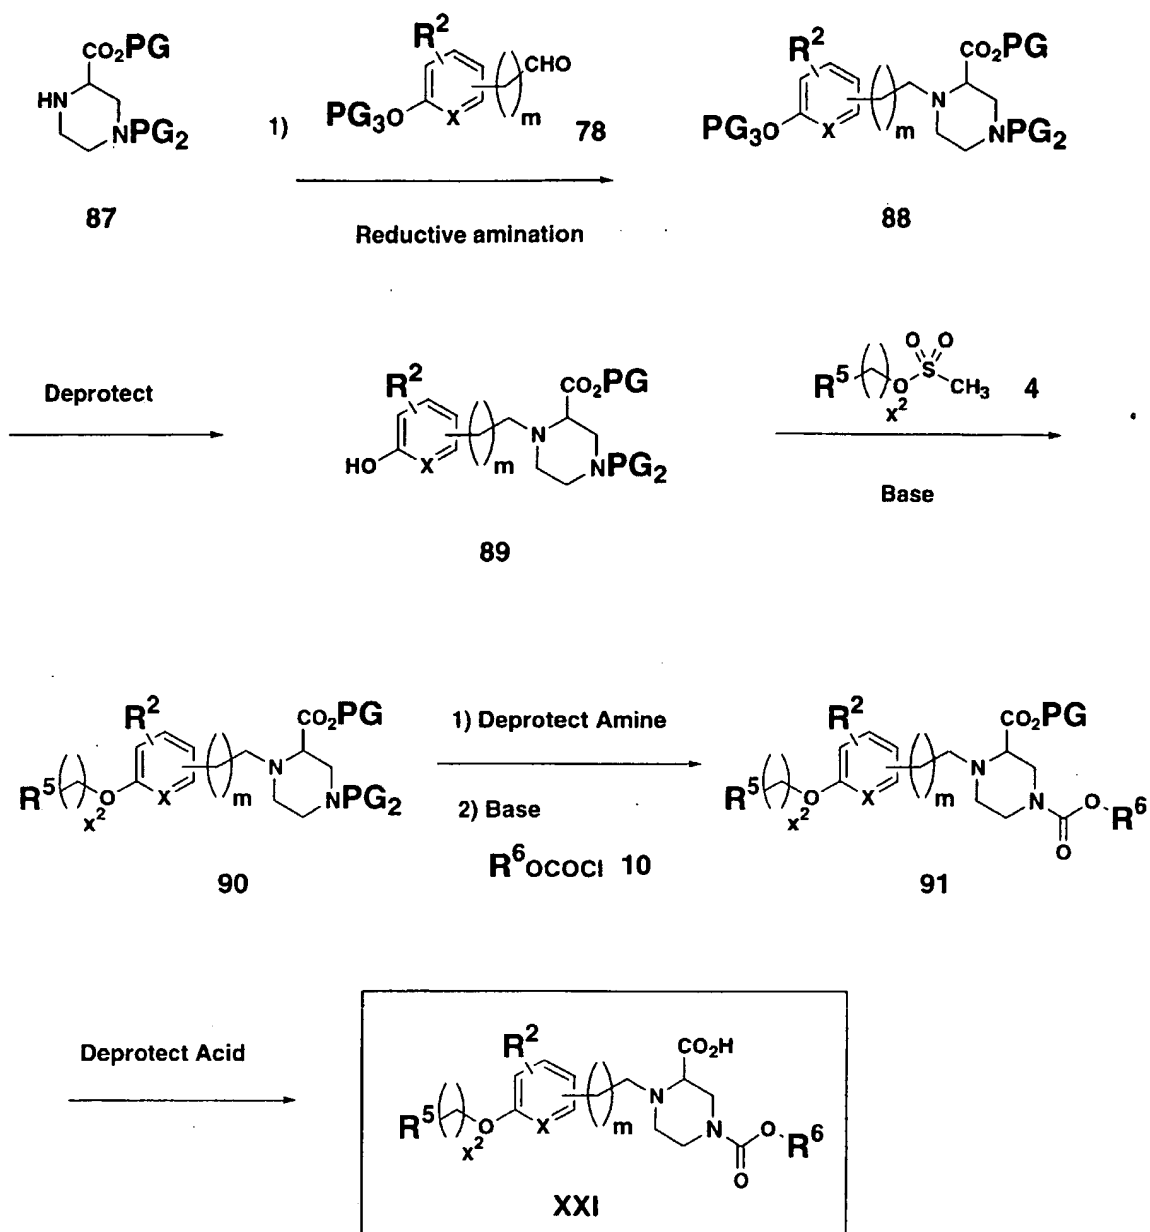 CO₂PG
HN
NPG₂
87
1)
R²
CHO
PG₃O
X
m
78
Reductive amination
R²
CO₂PG
PG₃O
X
m
N
NPG₂
88
Deprotect
R²
CO₂PG
HO
X
m
N
NPG₂
89
O O
S
R⁵
O
CH₃
x²
4
Base
R²
CO₂PG
R⁵
x²
O
X
m
N
NPG₂
90
1) Deprotect Amine
2) Base
R⁶OCOCl 10
R²
CO₂PG
R⁵
x²
O
X
m
N
N
O
R⁶
O
91
Deprotect Acid
R²
CO₂H
R⁵
x²
O
X
m
N
N
O
R⁶
O
XXI